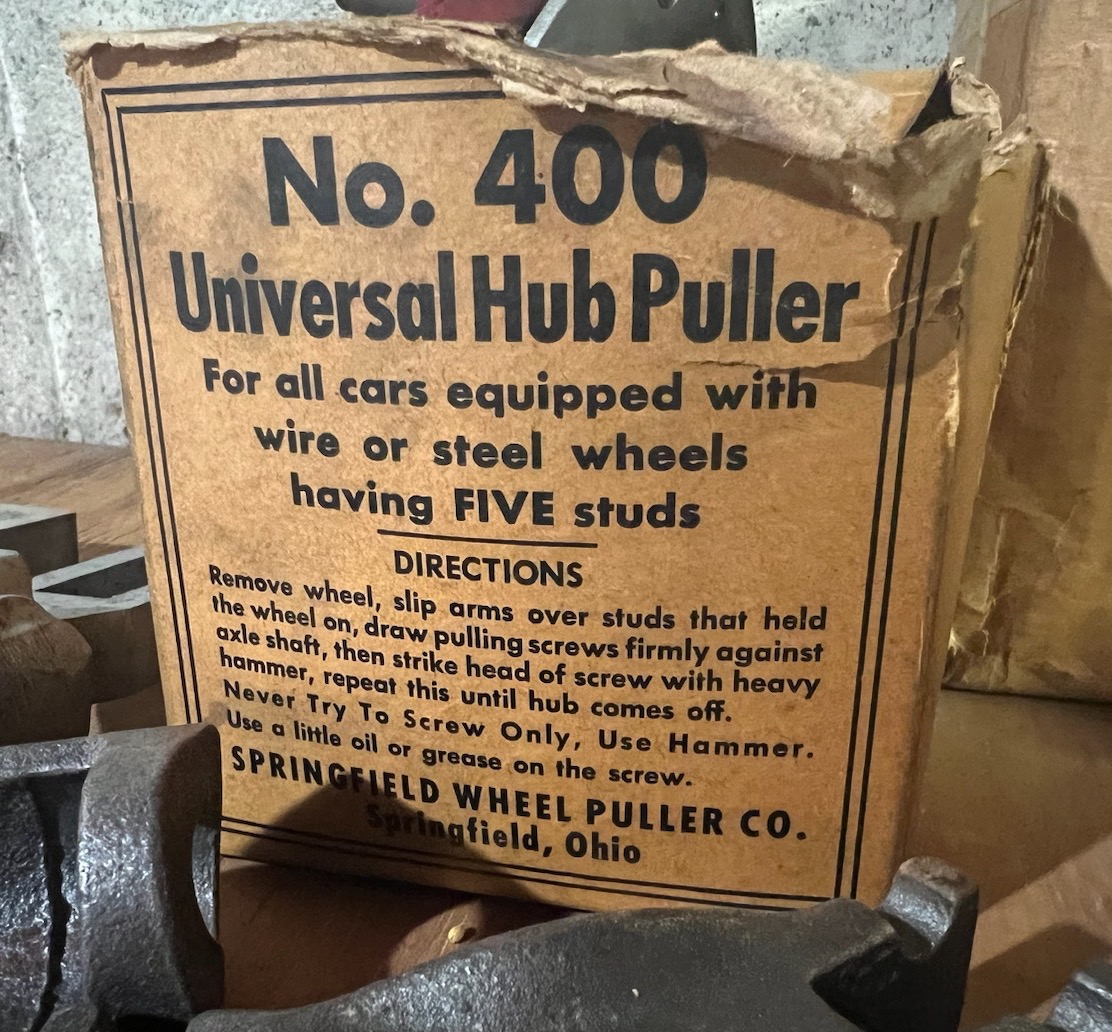 No. 400
Universal Hub Puller
For all cars equipped with
wire or steel wheels
having FIVE studs
DIRECTIONS
Remove wheel, slip arms over studs that held
the wheel on, draw pulling screws firmly against
axle shaft, then strike head of screw with heavy
hammer, repeat this until hub comes off.
Never Try To Screw Only, Use Hammer.
Use a little oil or grease on the screw.
SPRINGFIELD WHEEL PULLER CO.
Springfield, Ohio